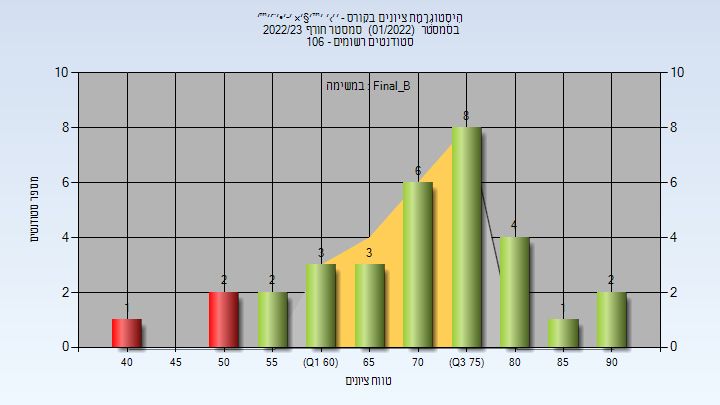 היסטוגרמת ציונים בקורס -
בסמסטר (01/2022) סמסטר חורף 2022/23
סטודנטים רשומים - 106
במשימה : Final_B
מספר סטודנטים
10 10
8 8
6 6
4 4
2 2
0 0
1 2 2 3 3 6 8 4 1 2
40 45 50 55 (Q1 60) 65 70 (Q3 75) 80 85 90
טווח ציונים